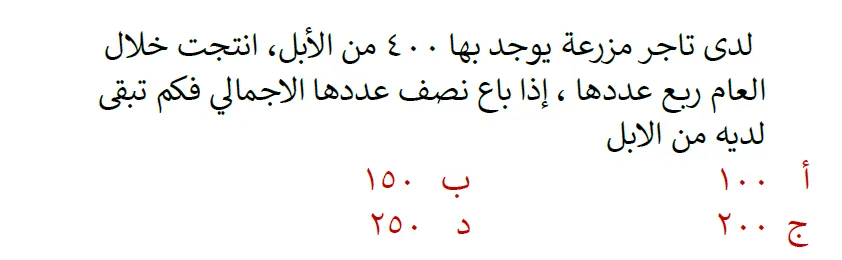 لدى تاجر مزرعة يوجد بها ٤٠٠ من الأبل، انتجت خلال
العام ربع عددها ، إذا باع نصف عددها الاجمالي فكم تبقى
لديه من الابل
أ ١٠٠ ب ١٥٠
ج ٢٠٠ د ٢٥٠